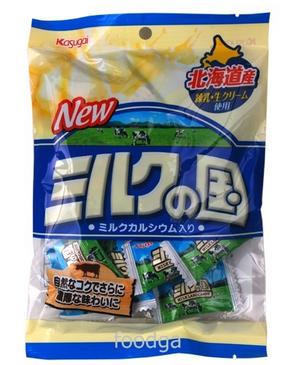 Kasugai
北海道産
練乳・生クリーム
使用
New
ミルクの国
・ミルクカルシウム入り・
自然なコクでさらに
濃厚な味わいに
foodga